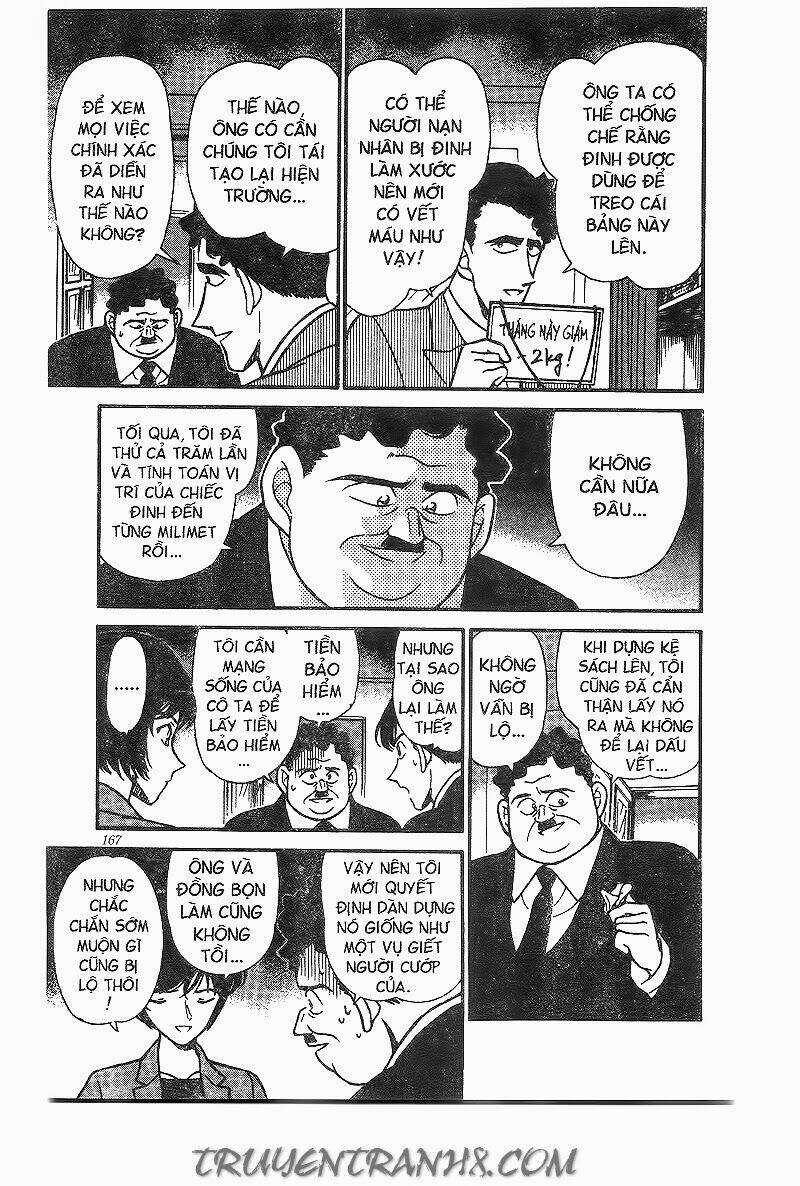 ÔNG TA CÓ
THỂ CHỐNG
CHẾ RẰNG
ĐINH ĐƯỢC
DÙNG ĐỂ
TREO CÁI
BẢNG NÀY
LÊN.
CÓ THỂ
NGƯỜI NẠN
NHÂN BỊ ĐINH
LÀM XƯỚC
NÊN MỚI
CÓ VẾT
MÁU NHƯ
VẬY!
THÁNG NÀY GIẢM
-2kg!
THẾ NÀO,
ÔNG CÓ CẦN
CHÚNG TÔI TÁI
TẠO LẠI HIỆN
TRƯỜNG...
ĐỂ XEM
MỌI VIỆC
CHÍNH XÁC
ĐÃ DIỂN
RA NHƯ
THẾ NÀO
KHÔNG?
KHÔNG
CẦN NỮA
ĐÂU...
TỐI QUA, TÔI ĐÃ
THỬ CẢ TRĂM LẦN
VÀ TÍNH TOÁN VỊ
TRÍ CỦA CHIẾC
ĐINH ĐẾN
TỪNG MILIMET
RỒI...
KHI DỰNG KỆ
SÁCH LÊN, TÔI
CŨNG ĐÃ CẨN
THẬN LẤY NÓ
RA MÀ KHÔNG
ĐỂ LẠI DẤU
VẾT...
KHÔNG
NGỜ
VẪN BỊ
LỘ...
NHƯNG
TẠI SAO
ÔNG
LẠI LÀM
THẾ?
TIỀN
BẢO
HIỂM
...
TÔI CẦN
MẠNG
SỐNG CỦA
CÔ TA ĐỂ
LẤY TIỀN
BẢO HIỂM
...
.....
167
VẬY NÊN TÔI
MỚI QUYẾT
ĐỊNH DÀN DỰNG
NÓ GIỐNG NHƯ
MỘT VỤ GIẾT
NGƯỜI CƯỚP
CỦA.
ÔNG VÀ
ĐỒNG BỌN
LÀM CŨNG
KHÔNG
TỒI...
NHƯNG
CHẮC
CHẮN SỚM
MUỘN GÌ
CŨNG BỊ
LỘ THÔI
!
TRUYENTRANH8.COM